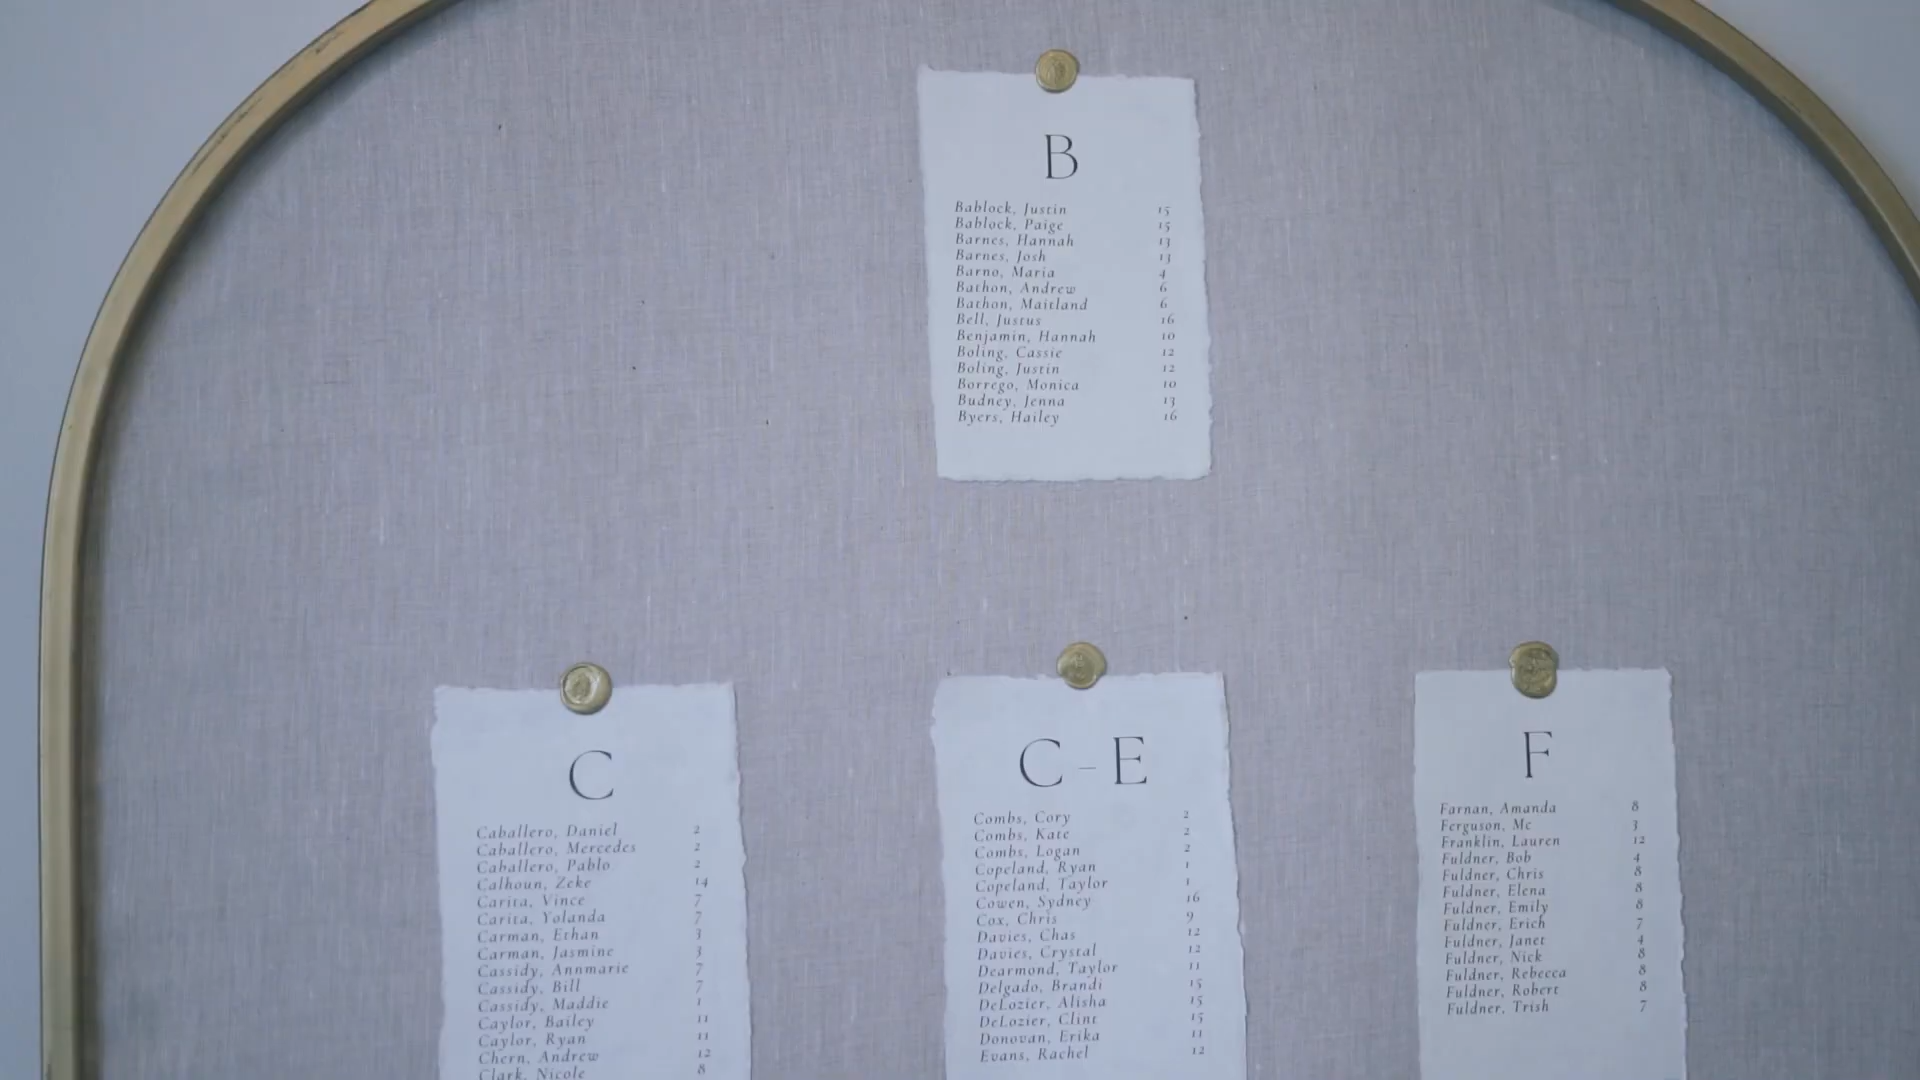 B
Bablock, Justin 15
Bablock, Paige 15
Barnes, Hannah 13
Barnes, Josh 13
Barno, Maria 4
Bathon, Andrew 6
Bathon, Maitland 6
Bell, Justus 16
Benjamin, Hannah 10
Boling, Cassie 12
Boling, Justin 12
Borrego, Monica 10
Budney, Jenna 13
Byers, Hailey 16
C
Caballero, Daniel 2
Caballero, Mercedes 2
Caballero, Pablo 2
Calhoun, Zeke 14
Carita, Vince 7
Carita, Yolanda 7
Carman, Ethan 3
Carman, Jasmine 3
Cassidy, Annmarie 7
Cassidy, Bill 7
Cassidy, Maddie 1
Caylor, Bailey 11
Caylor, Ryan 11
Chern, Andrew 12
Clark, Nicole 8
C - E
Combs, Cory 2
Combs, Kate 2
Combs, Logan 2
Copeland, Ryan 1
Copeland, Taylor 1
Cowen, Sydney 16
Cox, Chris 9
Davies, Chas 12
Davies, Crystal 12
Dearmond, Taylor 11
Delgado, Brandi 15
DeLozier, Alisha 15
DeLozier, Clint 15
Donovan, Erika 11
Evans, Rachel 12
F
Farnan, Amanda 8
Ferguson, Mc 3
Franklin, Lauren 12
Fuldner, Bob 4
Fuldner, Chris 8
Fuldner, Elena 8
Fuldner, Emily 8
Fuldner, Erich 7
Fuldner, Janet 4
Fuldner, Nick 8
Fuldner, Rebecca 8
Fuldner, Robert 8
Fuldner, Trish 7